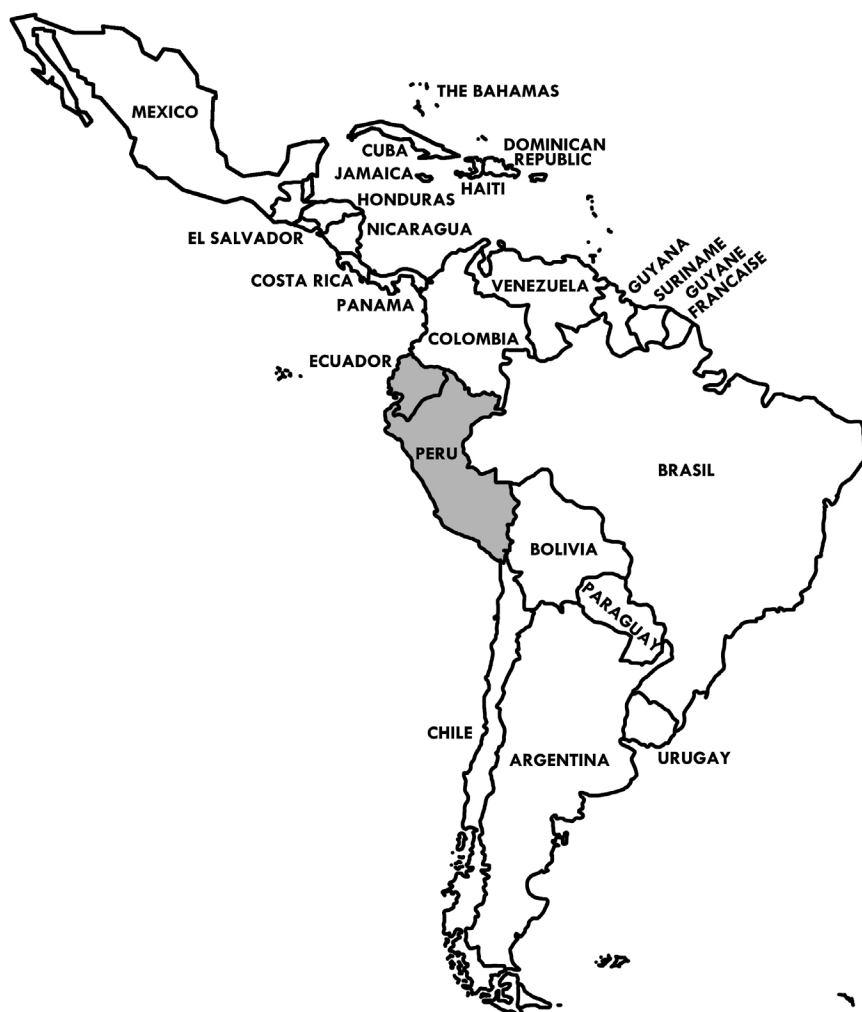 THE BAHAMAS
MEXICO
CUBA
DOMINICAN
REPUBLIC
JAMAICA
HAITI
HONDURAS
NICARAGUA
EL SALVADOR
GUYANA
SURINAME
GUYANE
FRANCAISE
COSTA RICA
VENEZUELA
PANAMA
COLOMBIA
ECUADOR
PERU
BRASIL
BOLIVIA
PARAGUAY
CHILE
ARGENTINA
URUGAY